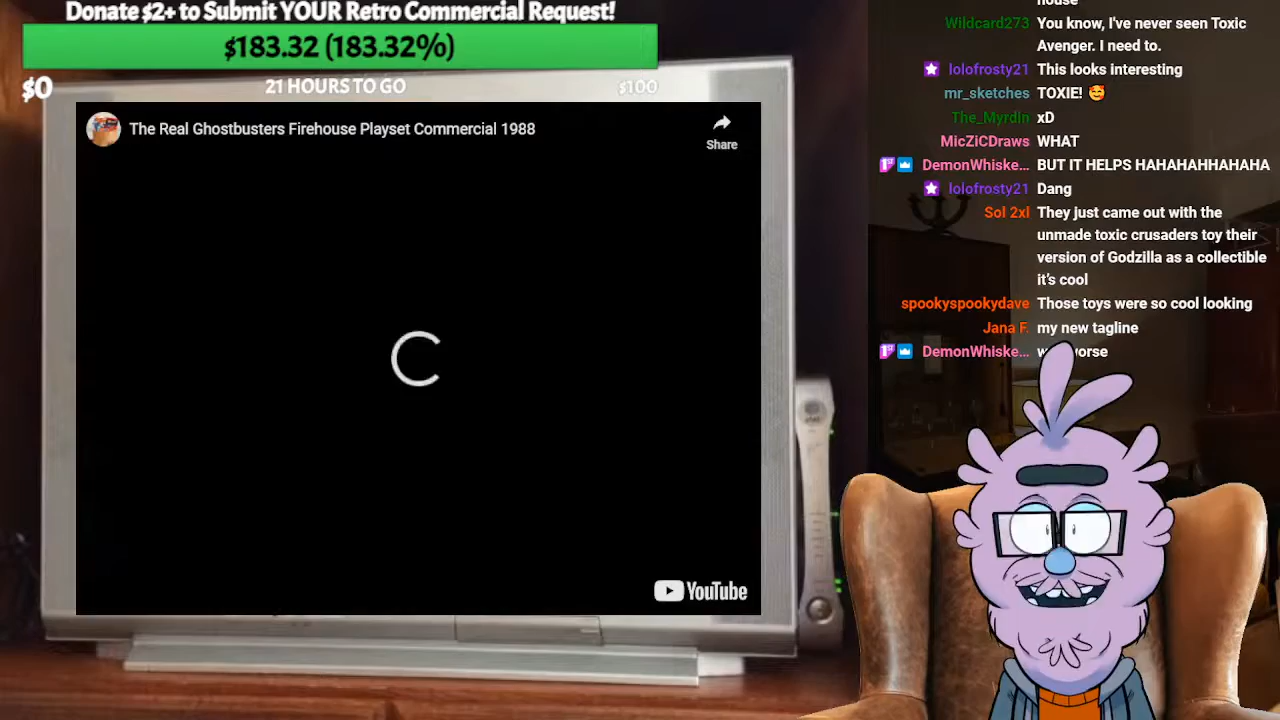 Donate $2+ to Submit YOUR Retro Commercial Request!
$183.32 (183.32%)
$0
21 HOURS TO GO
$100
The Real Ghostbusters Firehouse Playset Commercial 1988
Share
YouTube
house
Wildcard273 You know, I've never seen Toxic
Avenger. I need to.
lolofrosty21 This looks interesting
mr_sketches TOXIE! 🥰
The_Myrdin xD
MicZiCDraws WHAT
DemonWhiske... BUT IT HELPS HAHAHAHHAHAHA
lolofrosty21 Dang
Sol 2xl They just came out with the
unmade toxic crusaders toy their
version of Godzilla as a collectible
it's cool
spookyspookydave Those toys were so cool looking
Jana F. my new tagline
DemonWhiske...